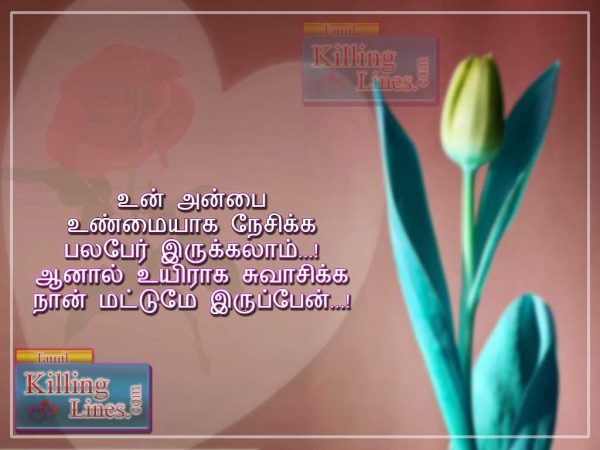 Tamil
Killing
Lines.com
உன் அன்பை
உண்மையாக நேசிக்க
பலபேர் இருக்கலாம்...!
ஆனால் உயிராக சுவாசிக்க
நான் மட்டுமே இருப்பேன்...!
Tamil
Killing
Lines.com